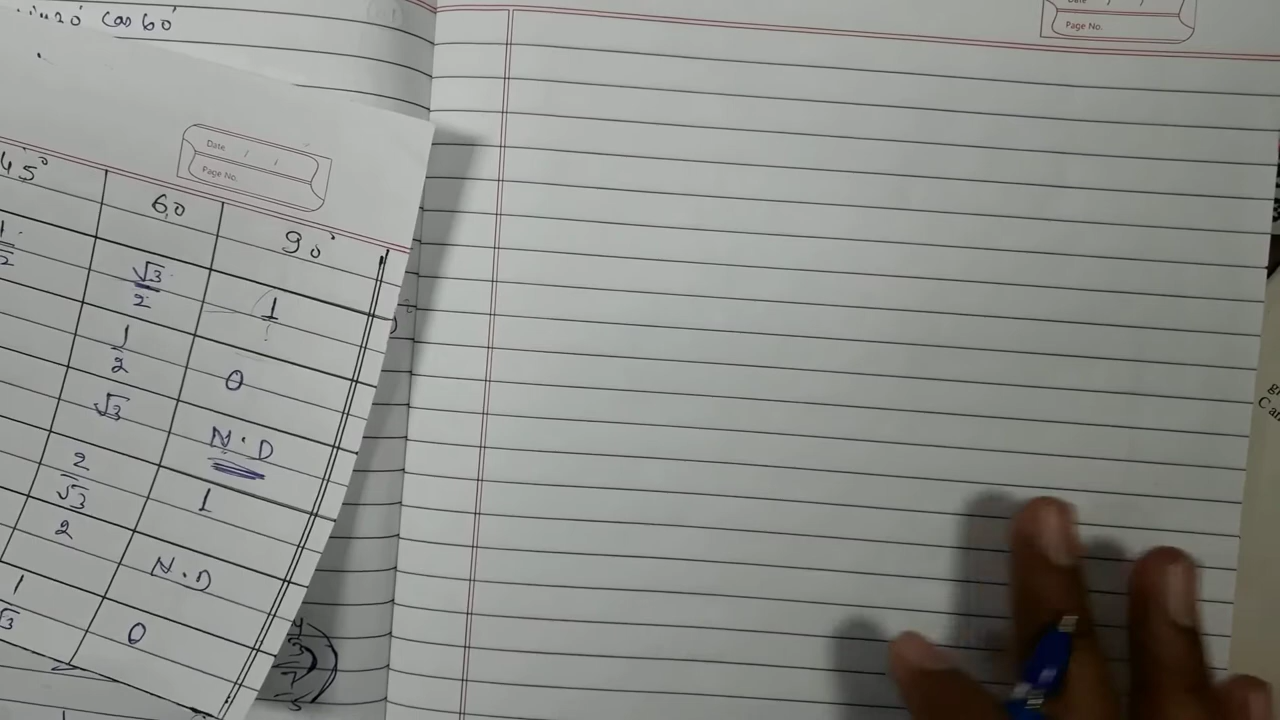 Cos 60°
Date / /
Page No.
Page No.
45° 60 90°
√3/2 1
1/2 0
√3 N.D
2/√3 1
2 N.D
1/√3 0